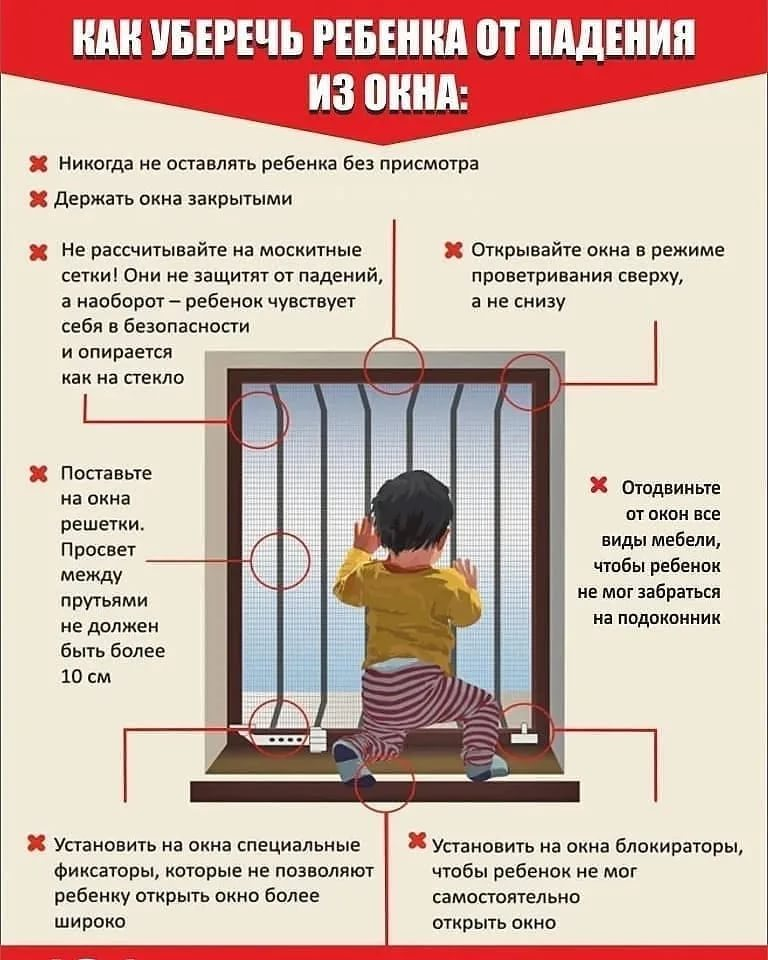 КАК УБЕРЕЧЬ РЕБЕНКА ОТ ПАДЕНИЯ
ИЗ ОКНА:
Никогда не оставлять ребенка без присмотра
Держать окна закрытыми
Не рассчитывайте на москитные
сетки! Они не защитят от падений,
а наоборот – ребенок чувствует
себя в безопасности
и опирается
как на стекло
Открывайте окна в режиме
проветривания сверху,
а не снизу
Поставьте
на окна
решетки.
Просвет
между
прутьями
не должен
быть более
10 см
Отодвиньте
от окон все
виды мебели,
чтобы ребенок
не мог забраться
на подоконник
Установить на окна специальные
фиксаторы, которые не позволяют
ребенку открыть окно более
широко
Установить на окна блокираторы,
чтобы ребенок не мог
самостоятельно
открыть окно